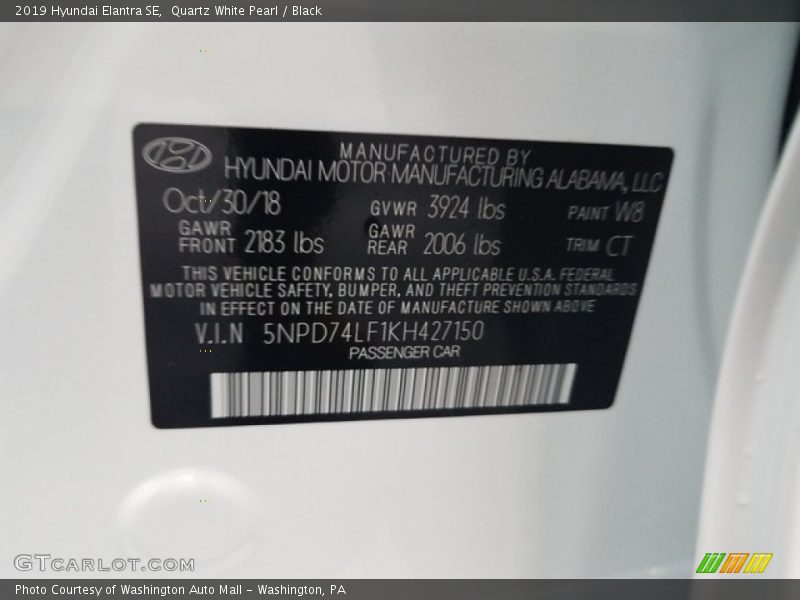 2019 Hyundai Elantra SE, Quartz White Pearl / Black
MANUFACTURED BY
HYUNDAI MOTOR MANUFACTURING ALABAMA, LLC
Oct/30/18 GVWR 3924 lbs PAINT W8
GAWR FRONT 2183 lbs GAWR REAR 2006 lbs TRIM CT
THIS VEHICLE CONFORMS TO ALL APPLICABLE U.S.A. FEDERAL
MOTOR VEHICLE SAFETY, BUMPER, AND THEFT PREVENTION STANDARDS
IN EFFECT ON THE DATE OF MANUFACTURE SHOWN ABOVE
V.I.N 5NPD74LF1KH427150
PASSENGER CAR
GTCARLOT.COM
Photo Courtesy of Washington Auto Mall - Washington, PA